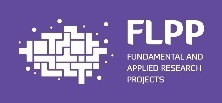 FLPP
FUNDAMENTAL AND
APPLIED RESEARCH
PROJECTS